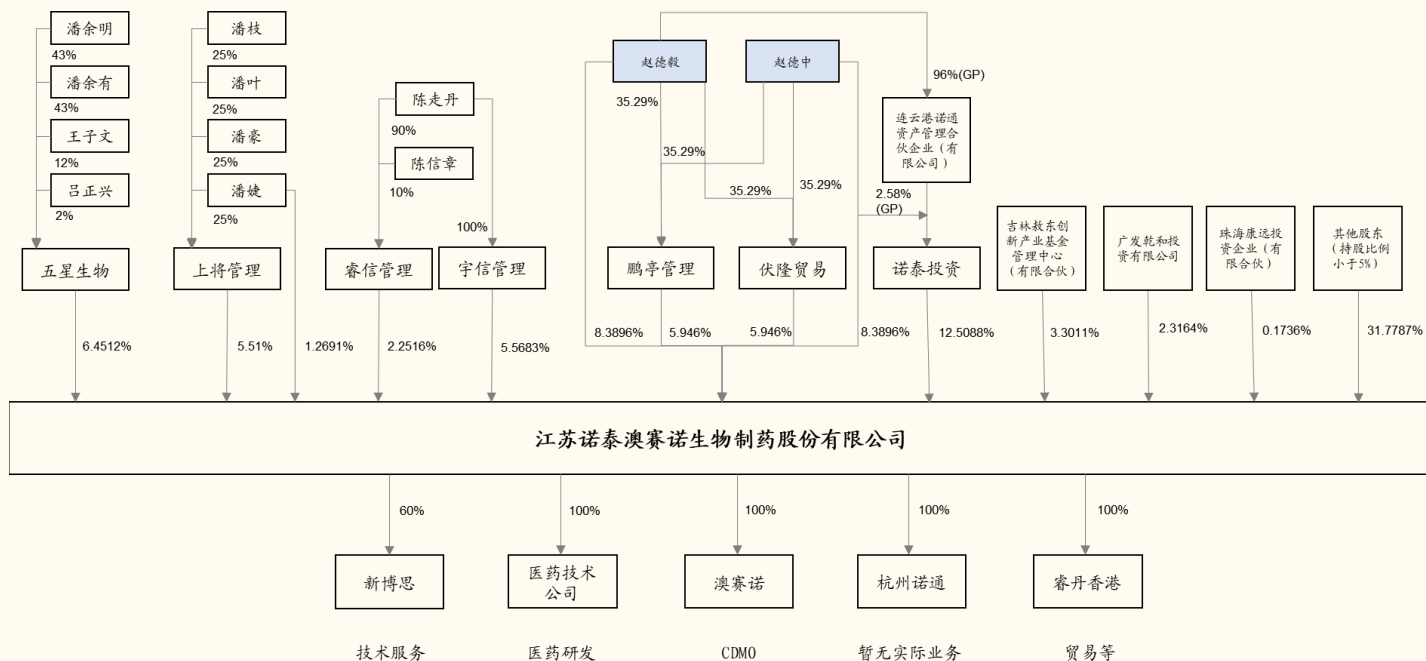 潘余明
43%
潘余有
43%
王子文
12%
吕正兴
2%
五星生物
6.4512%
潘枝
25%
潘叶
25%
潘豪
25%
潘婕
25%
上将管理
5.51%
1.2691%
陈走丹
90%
陈信章
10%
100%
睿信管理
宇信管理
2.2516%
5.5683%
赵德毅
赵德中
35.29%
35.29%
35.29%
35.29%
96%(GP)
连云港诺通
资产管理合
伙企业（有
限公司）
2.58%
(GP)
鹏亭管理
伏隆贸易
诺泰投资
8.3896%
5.946%
5.946%
8.3896%
12.5088%
吉林敖东创
新产业基金
管理中心
（有限合伙）
3.3011%
广发乾和投
资有限公司
2.3164%
珠海康远投
资企业（有
限合伙）
0.1736%
其他股东
（持股比例
小于5%）
31.7787%
江苏诺泰澳赛诺生物制药股份有限公司
60%
100%
100%
100%
100%
新博思
医药技术
公司
澳赛诺
杭州诺通
睿丹香港
技术服务
医药研发
CDMO
暂无实际业务
贸易等